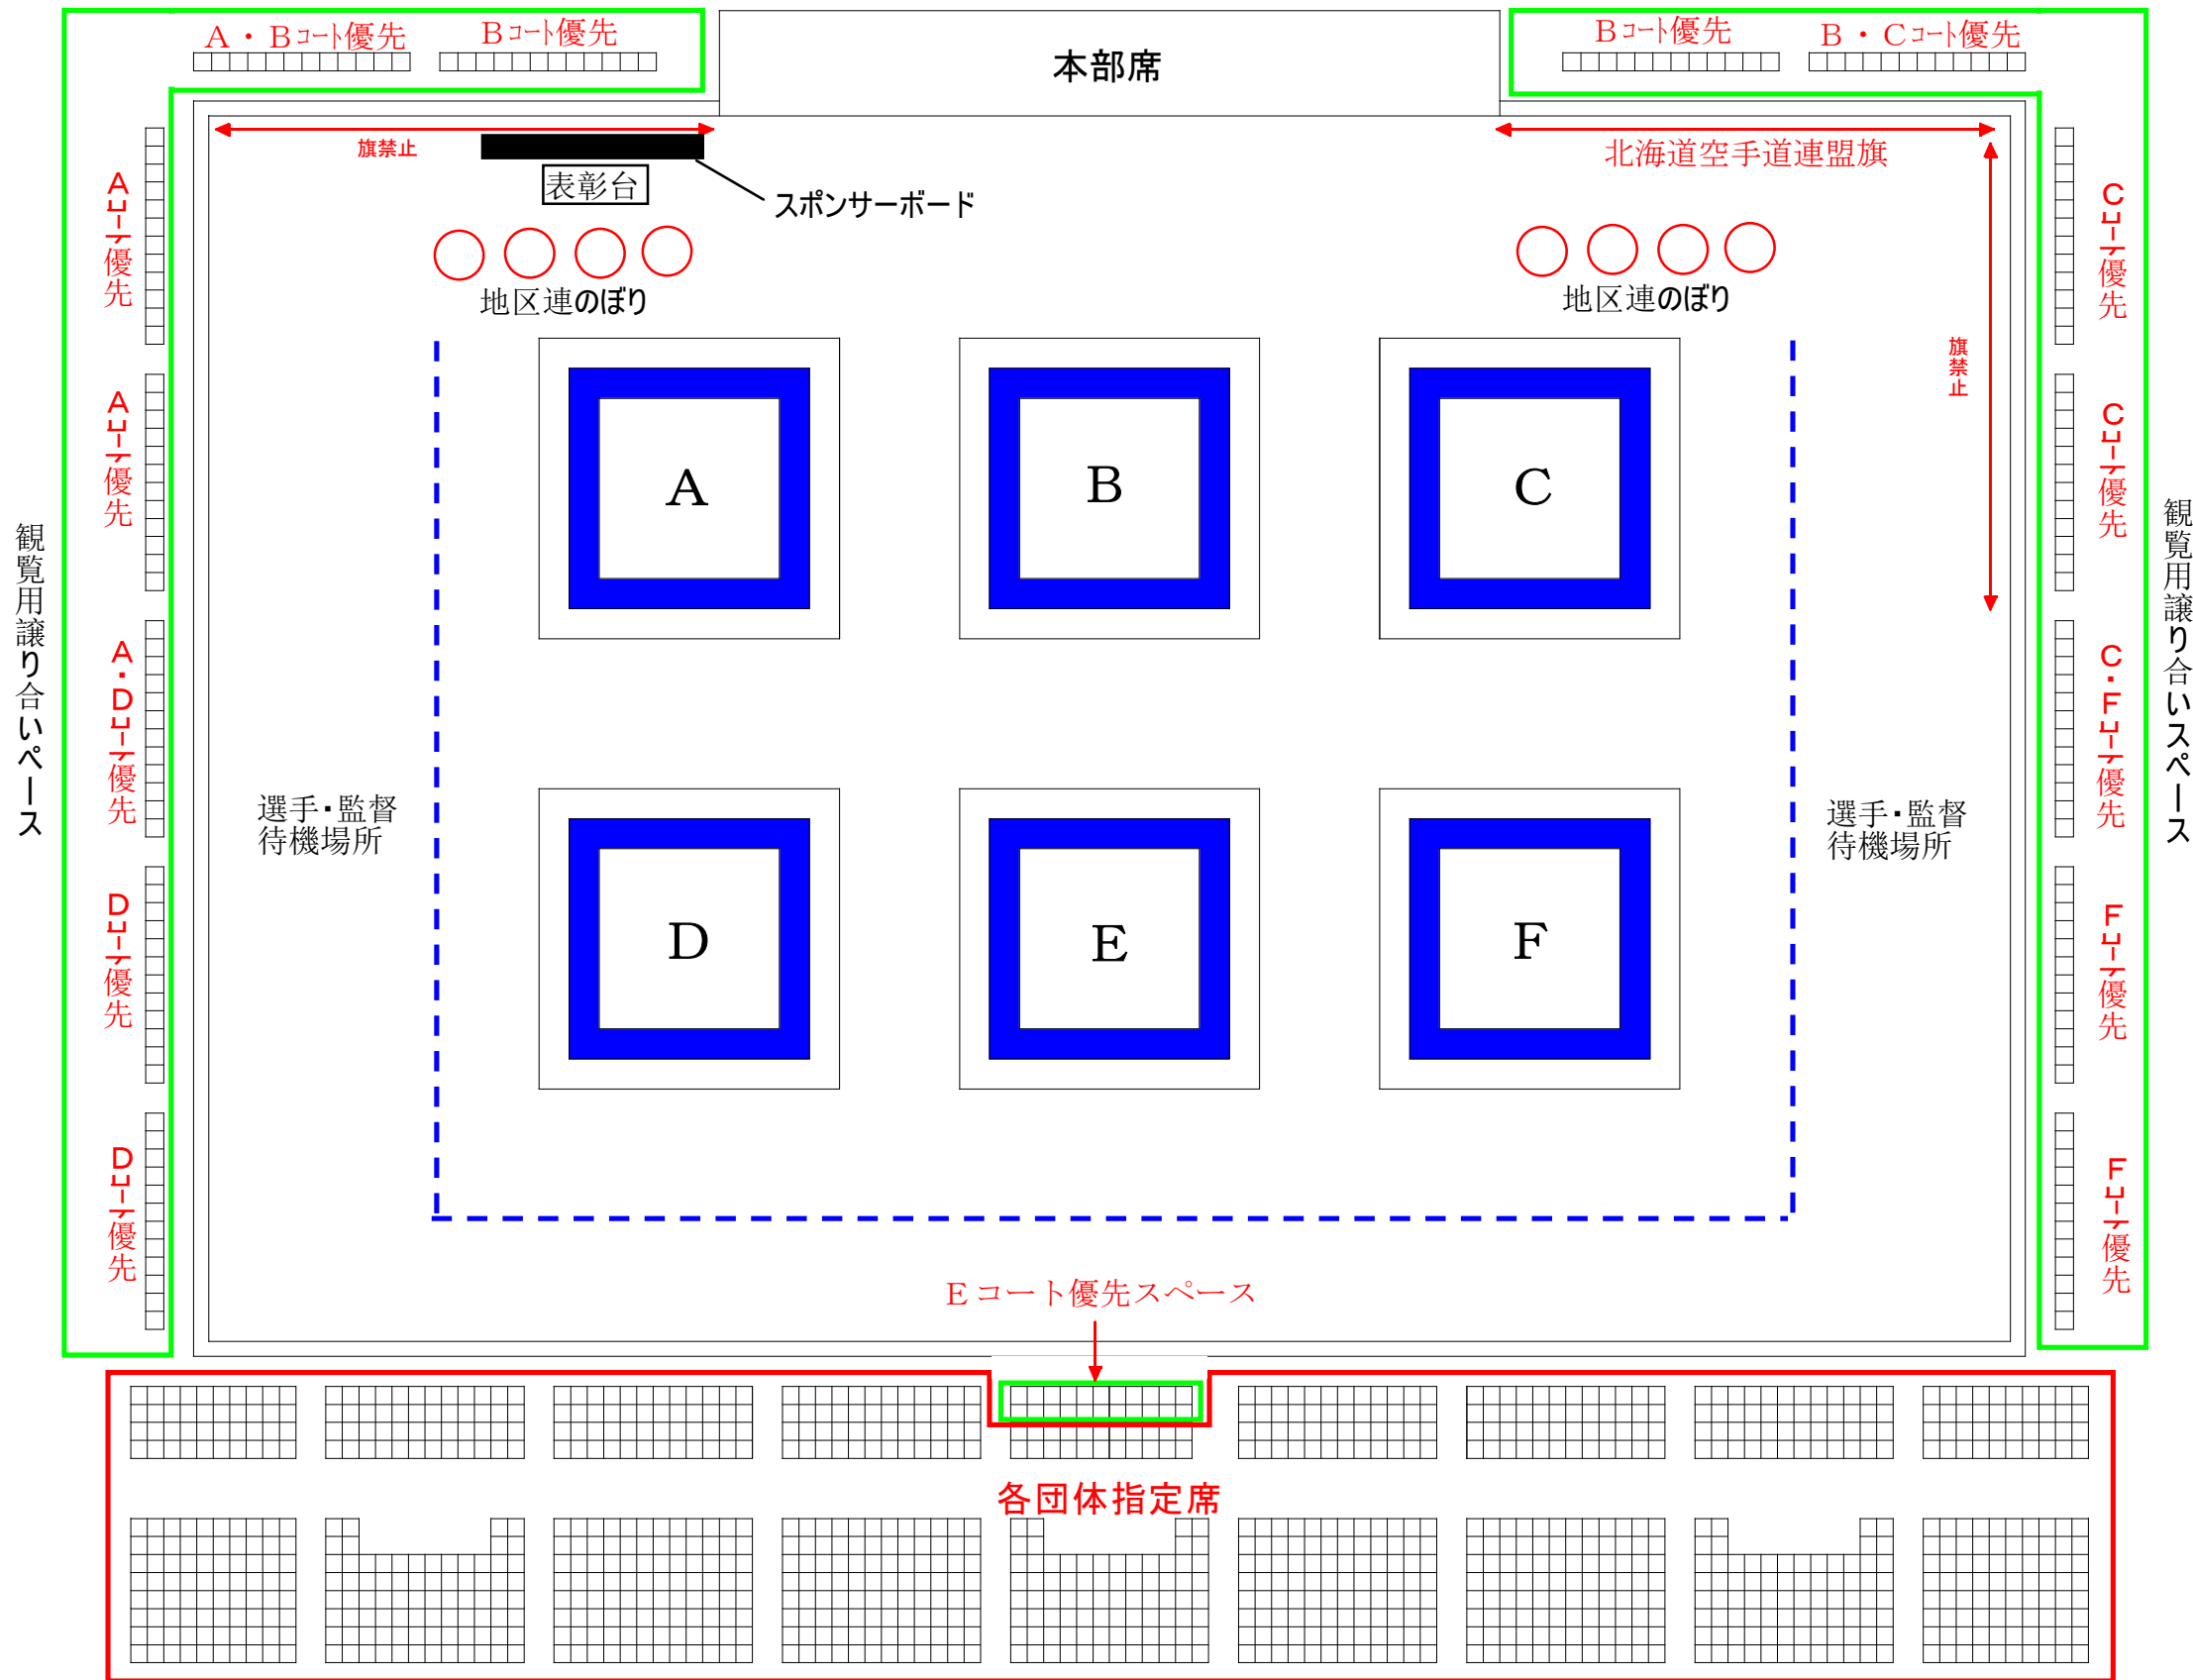 A・Bコート優先
Bコート優先
本部席
Bコート優先
B・Cコート優先
旗禁止
北海道空手道連盟旗
表彰台
スポンサーボード
地区連のぼり
地区連のぼり
旗禁止
Aコート優先
Aコート優先
A・Dコート優先
Dコート優先
Dコート優先
Cコート優先
Cコート優先
C・Fコート優先
Fコート優先
Fコート優先
観覧用譲り合いペース
観覧用譲り合いスペース
A
B
C
選手・監督
待機場所
選手・監督
待機場所
D
E
F
Eコート優先スペース
各団体指定席